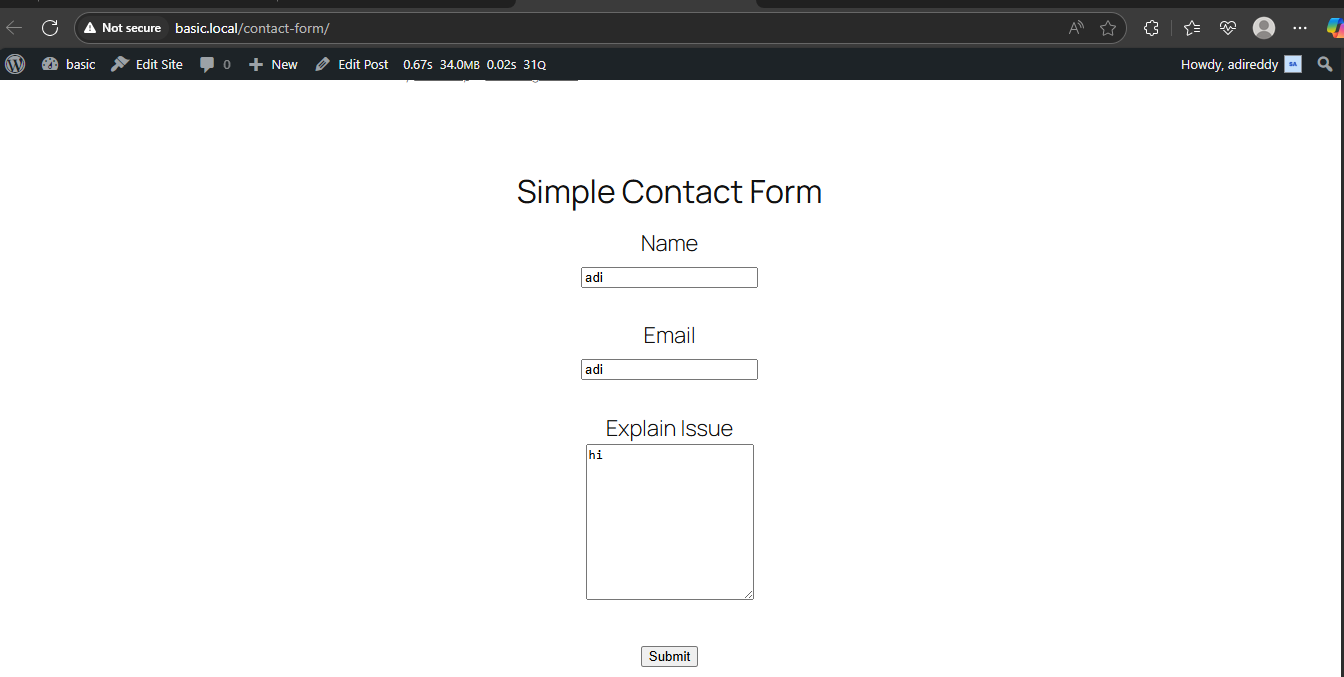 Not secure basic.local/contact-form/
basic Edit Site 0 New Edit Post 0.67s 34.0MB 0.02s 31Q Howdy, adireddy SA
Simple Contact Form
Name
adi
Email
adi
Explain Issue
hi
Submit